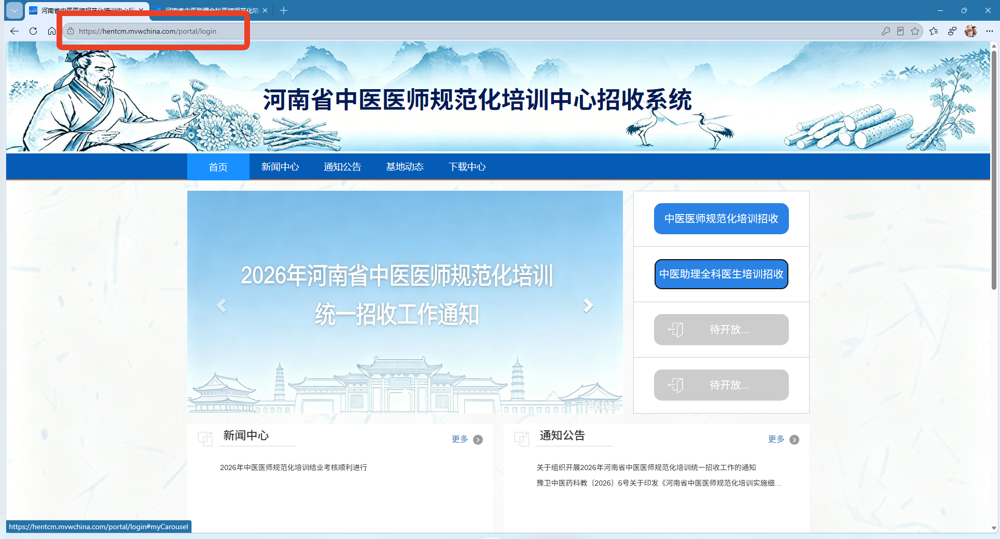 https://hentcm.mvwchina.com/portal/login
河南省中医医师规范化培训中心招收系统
首页 新闻中心 通知公告 基地动态 下载中心
2026年河南省中医医师规范化培训
统一招收工作通知
中医医师规范化培训招收
中医助理全科医生培训招收
待开放...
待开放...
新闻中心
更多
2026年中医医师规范化培训结业考核顺利进行
通知公告
更多
关于组织开展2026年河南省中医医师规范化培训统一招收工作的通知
豫卫中医药科教〔2026〕6号关于印发《河南省中医医师规范化培训实施细...
https://hentcm.mvwchina.com/portal/login#myCarousel